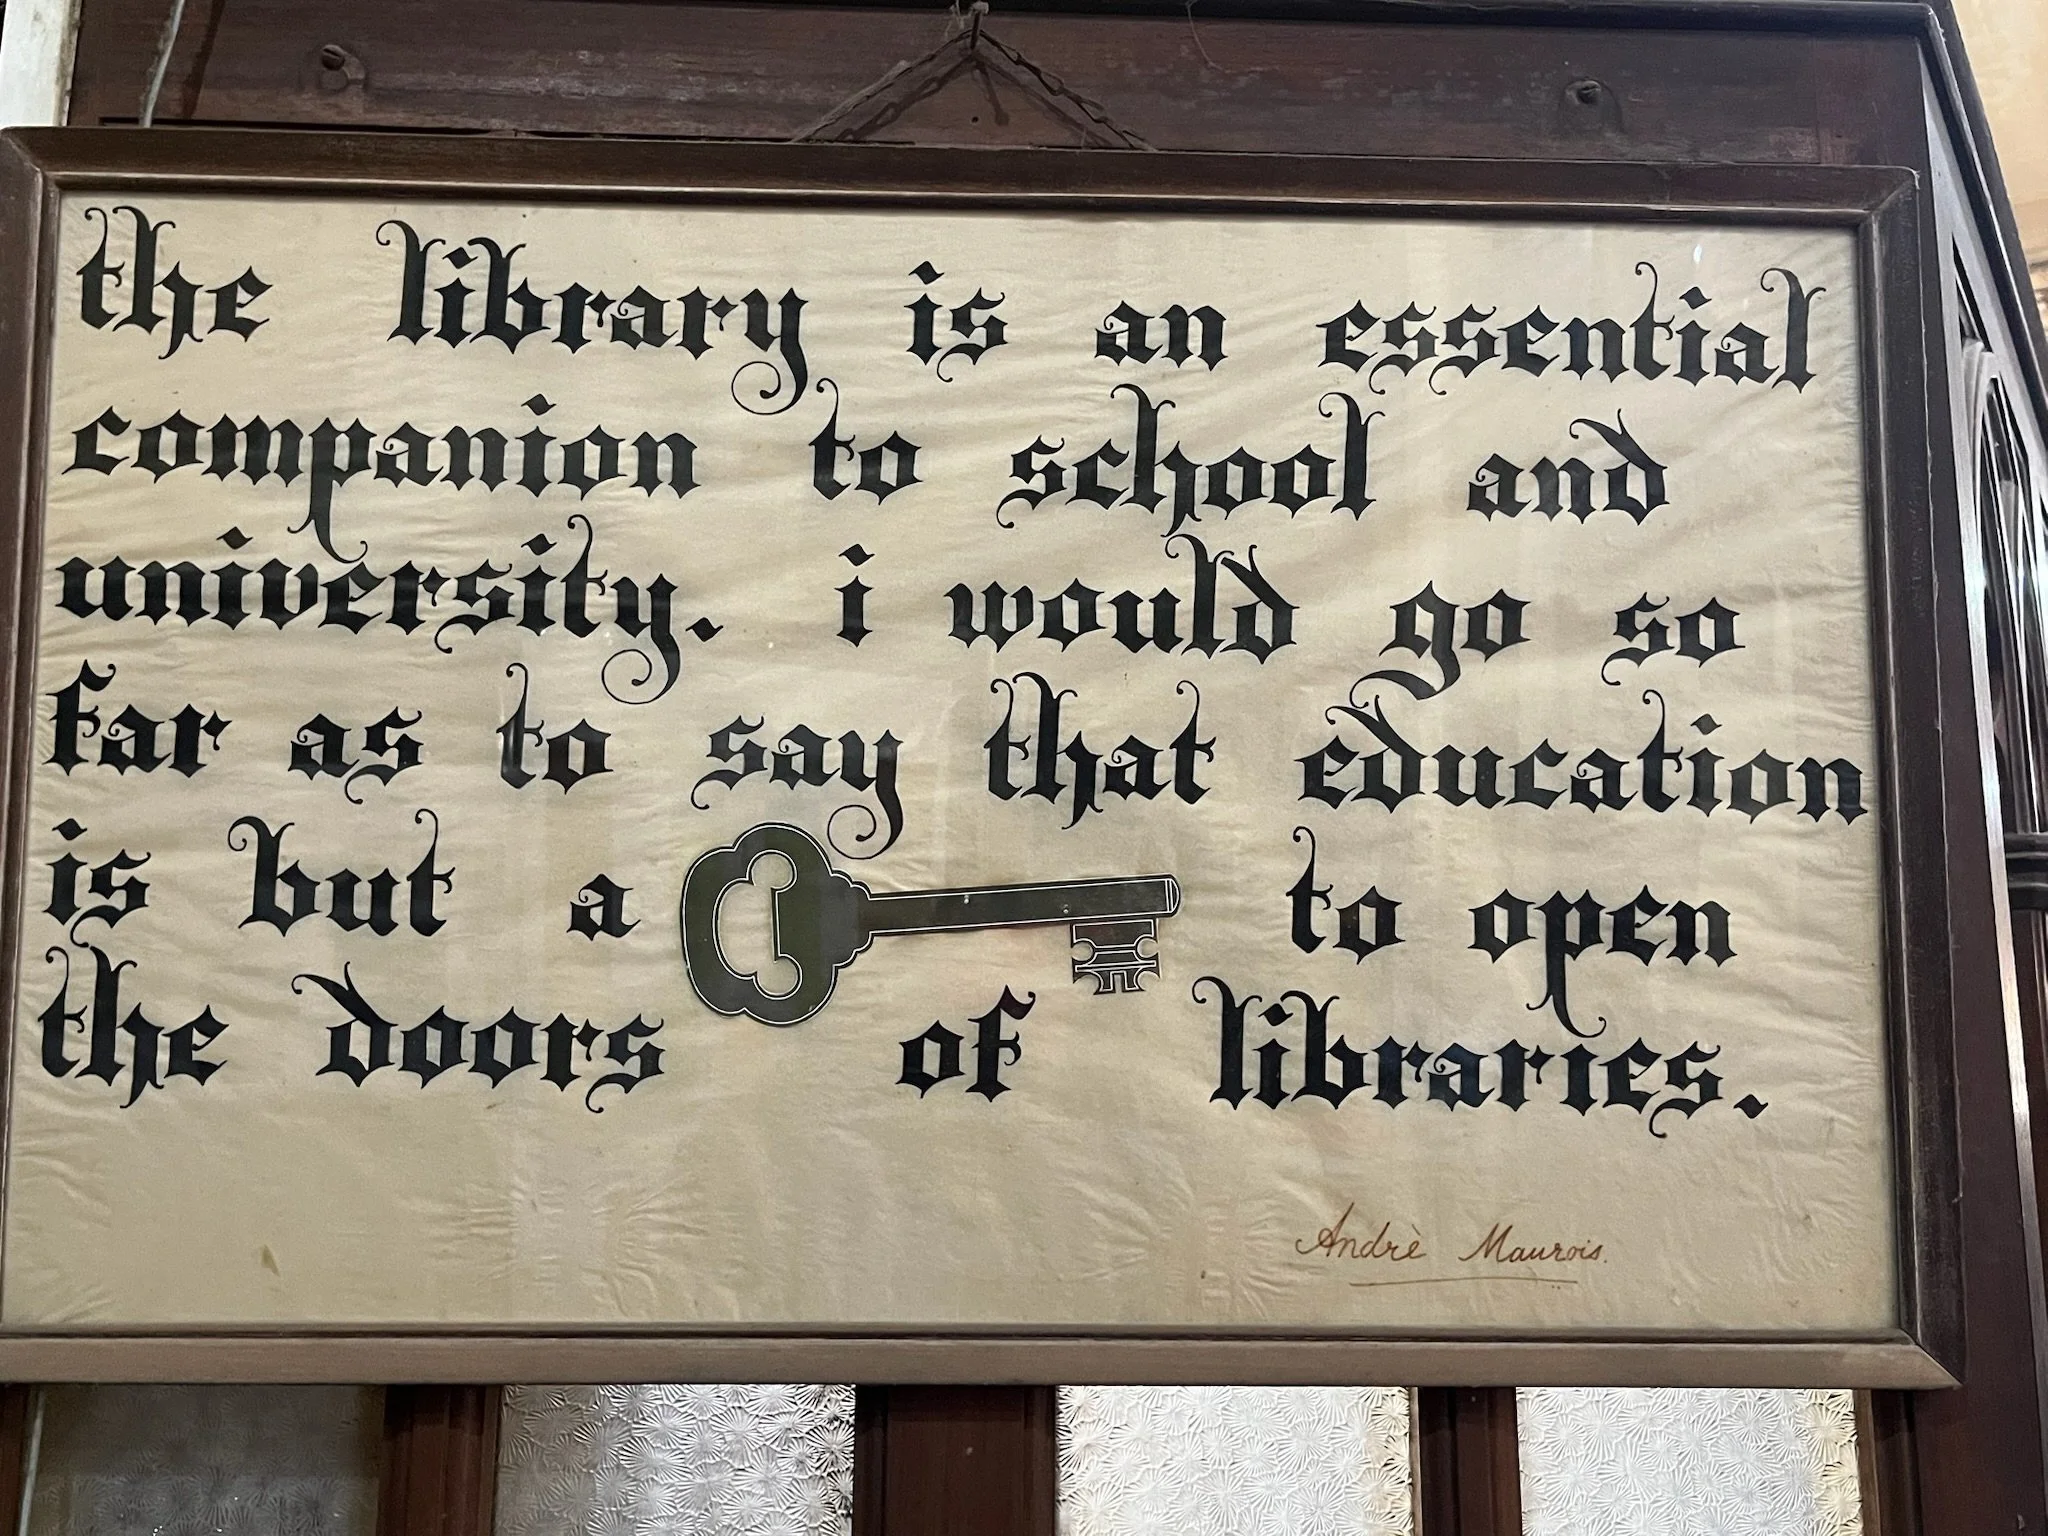 the library is an essential
companion to school and
university. i would go so
far as to say that education
is but a to open
the doors of libraries.
Andrè Maurois.